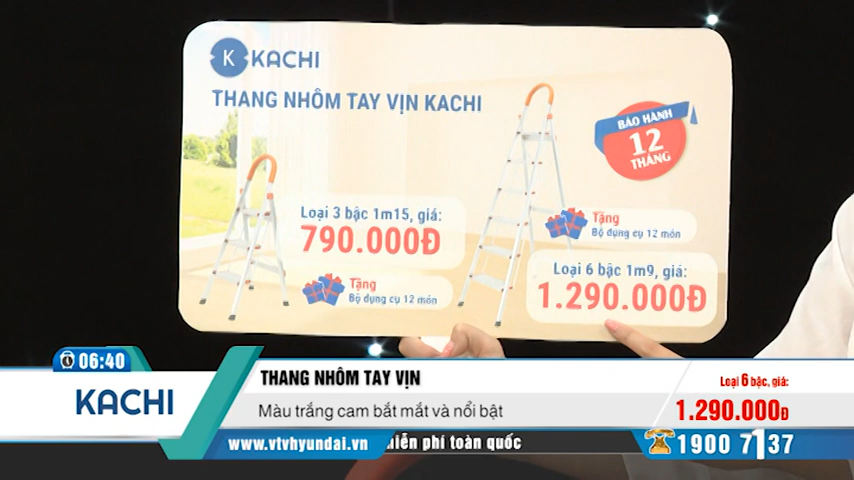 K KACHI
THANG NHÔM TAY VỊN KACHI
BẢO HÀNH
12
THÁNG
Loại 3 bậc 1m15, giá:
790.000Đ
Tặng
Bộ dụng cụ 12 món
Tặng
Bộ dụng cụ 12 món
Loại 6 bậc 1m9, giá:
1.290.000Đ
06:40
KACHI
THANG NHÔM TAY VỊN
Màu trắng cam bắt mắt và nổi bật
Loại 6 bậc, giá:
1.290.000Đ
www.vtvhyundai.vn
phí toàn quốc
1900 7137